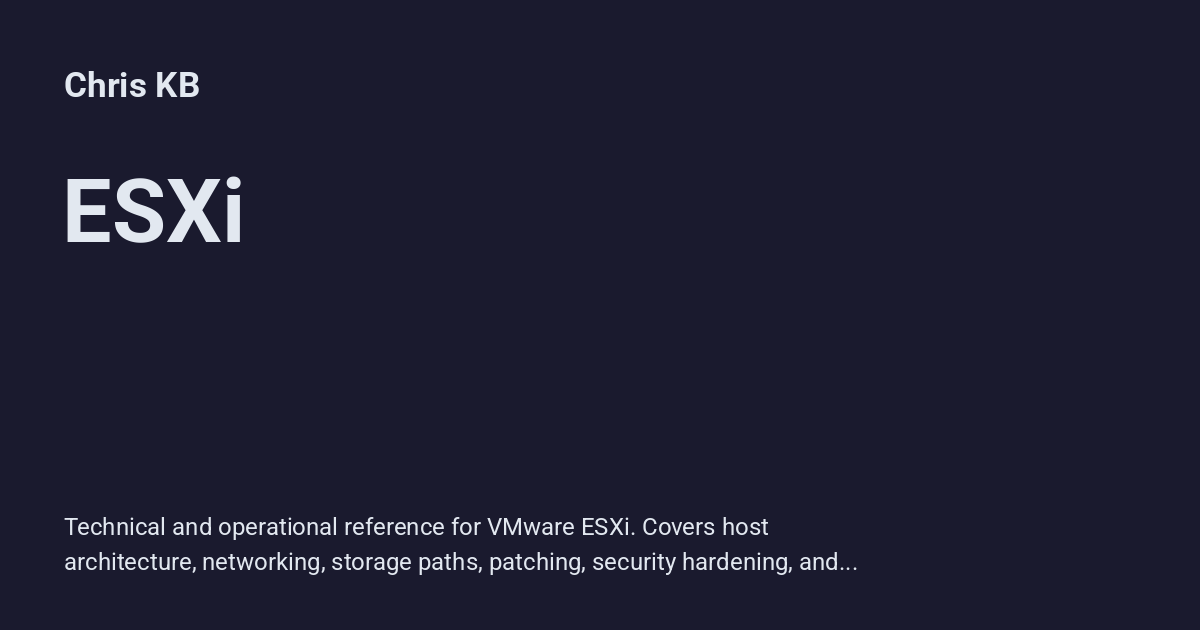 Chris KB
ESXi
Technical and operational reference for VMware ESXi. Covers host
architecture, networking, storage paths, patching, security hardening, and...